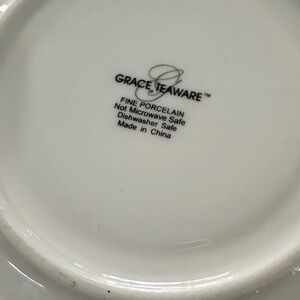 GRACE TEAWARE™
FINE PORCELAIN
Not Microwave Safe
Dishwasher Safe
Made in China